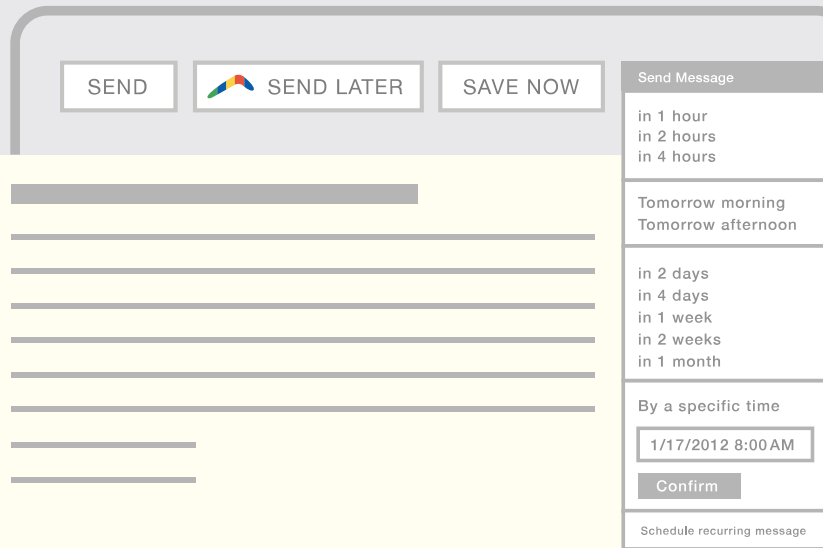 SEND
SEND LATER
SAVE NOW
Send Message
in 1 hour
in 2 hours
in 4 hours
Tomorrow morning
Tomorrow afternoon
in 2 days
in 4 days
in 1 week
in 2 weeks
in 1 month
By a specific time
1/17/2012 8:00 AM
Confirm
Schedule recurring message